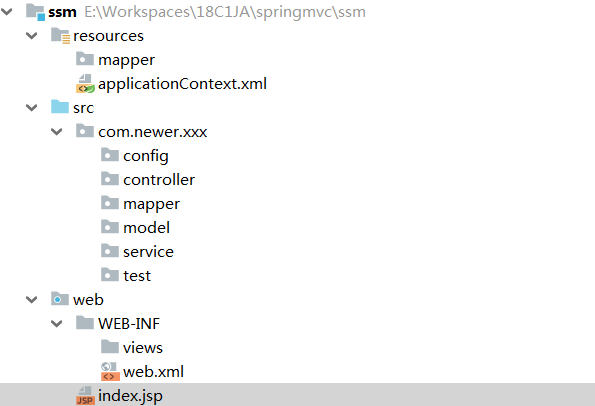 ssm E:\Workspaces\18C1JA\springmvc\ssm
resources
mapper
applicationContext.xml
src
com.newer.xxx
config
controller
mapper
model
service
test
web
WEB-INF
views
web.xml
index.jsp